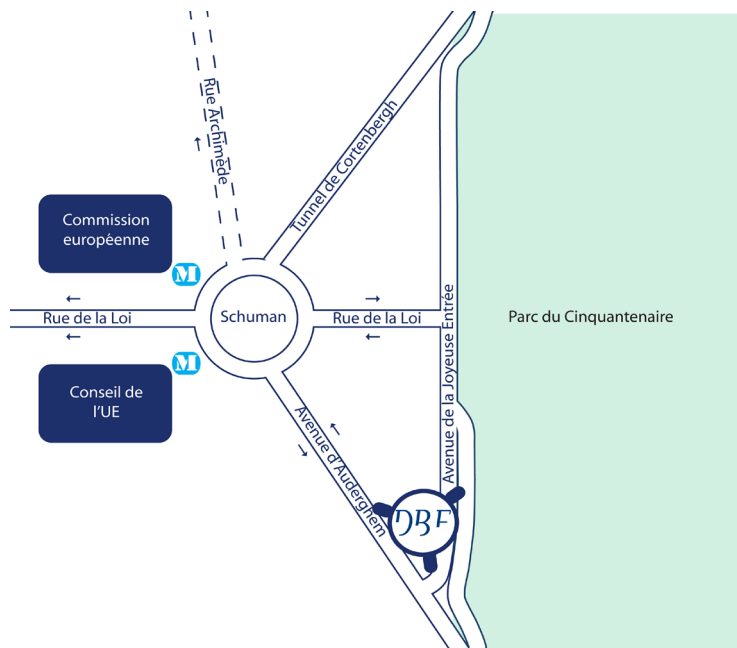 Rue Archimède
Tunnel de Cortenbergh
Commission
européenne
M
Schuman
Rue de la Loi
Rue de la Loi
Avenue de la Joyeuse Entrée
Parc du Cinquantenaire
M
Conseil de
l'UE
Avenue d'Auderghem
DBF